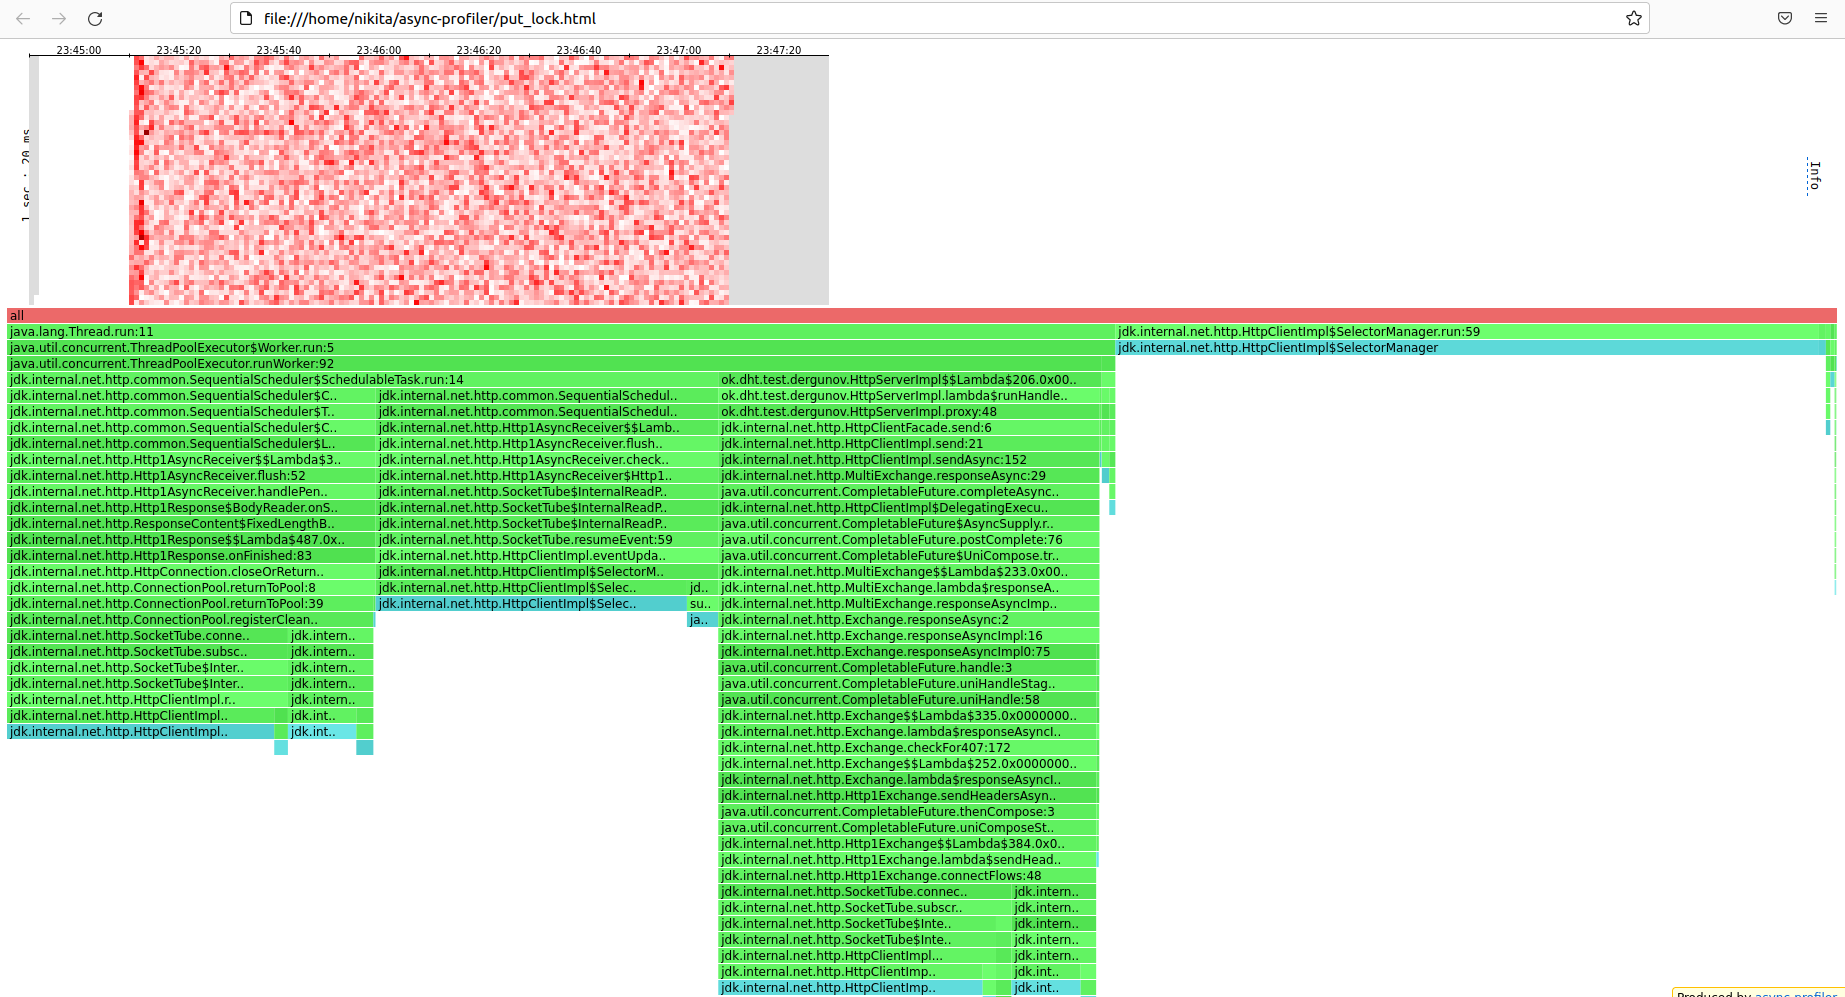 file:///home/nikita/async-profiler/put_lock.html
23:45:00 23:45:20 23:45:40 23:46:00 23:46:20 23:46:40 23:47:00 23:47:20
1 sec : 20 ms
Info
all
java.lang.Thread.run:11 jdk.internal.net.http.HttpClientImpl$SelectorManager.run:59
java.util.concurrent.ThreadPoolExecutor$Worker.run:5 jdk.internal.net.http.HttpClientImpl$SelectorManager
java.util.concurrent.ThreadPoolExecutor.runWorker:92
jdk.internal.net.http.common.SequentialScheduler$SchedulableTask.run:14 ok.dht.test.dergunov.HttpServerImpl$$Lambda$206.0x00..
jdk.internal.net.http.common.SequentialScheduler$C.. jdk.internal.net.http.common.SequentialSchedul.. ok.dht.test.dergunov.HttpServerImpl.lambda$runHandle..
jdk.internal.net.http.common.SequentialScheduler$T.. jdk.internal.net.http.common.SequentialSchedul.. ok.dht.test.dergunov.HttpServerImpl.proxy:48
jdk.internal.net.http.common.SequentialScheduler$C.. jdk.internal.net.http.Http1AsyncReceiver$$Lamb.. jdk.internal.net.http.HttpClientFacade.send:6
jdk.internal.net.http.common.SequentialScheduler$L.. jdk.internal.net.http.Http1AsyncReceiver.flush.. jdk.internal.net.http.HttpClientImpl.send:21
jdk.internal.net.http.Http1AsyncReceiver$$Lambda$3.. jdk.internal.net.http.Http1AsyncReceiver.check.. jdk.internal.net.http.HttpClientImpl.sendAsync:152
jdk.internal.net.http.Http1AsyncReceiver.flush:52 jdk.internal.net.http.Http1AsyncReceiver$Http1.. jdk.internal.net.http.MultiExchange.responseAsync:29
jdk.internal.net.http.Http1AsyncReceiver.handlePen.. jdk.internal.net.http.SocketTube$InternalReadP.. java.util.concurrent.CompletableFuture.completeAsync..
jdk.internal.net.http.Http1Response$BodyReader.onS.. jdk.internal.net.http.SocketTube$InternalReadP.. jdk.internal.net.http.HttpClientImpl$DelegatingExecu..
jdk.internal.net.http.ResponseContent$FixedLengthB.. jdk.internal.net.http.SocketTube$InternalReadP.. java.util.concurrent.CompletableFuture$AsyncSupply.r..
jdk.internal.net.http.Http1Response$$Lambda$487.0x.. jdk.internal.net.http.SocketTube.resumeEvent:59 java.util.concurrent.CompletableFuture.postComplete:76
jdk.internal.net.http.Http1Response.onFinished:83 jdk.internal.net.http.HttpClientImpl.eventUpda.. java.util.concurrent.CompletableFuture$UniCompose.tr..
jdk.internal.net.http.HttpConnection.closeOrReturn.. jdk.internal.net.http.HttpClientImpl$SelectorM.. jdk.internal.net.http.MultiExchange$$Lambda$233.0x00..
jdk.internal.net.http.ConnectionPool.returnToPool:8 jdk.internal.net.http.HttpClientImpl$Selec.. jd.. jdk.internal.net.http.MultiExchange.lambda$responseA..
jdk.internal.net.http.ConnectionPool.returnToPool:39 jdk.internal.net.http.HttpClientImpl$Selec.. su.. jdk.internal.net.http.MultiExchange.responseAsyncImp..
jdk.internal.net.http.ConnectionPool.registerClean.. ja.. jdk.internal.net.http.Exchange.responseAsync:2
jdk.internal.net.http.SocketTube.conne.. jdk.intern.. jdk.internal.net.http.Exchange.responseAsyncImpl:16
jdk.internal.net.http.SocketTube.subsc.. jdk.intern.. jdk.internal.net.http.Exchange.responseAsyncImpl0:75
jdk.internal.net.http.SocketTube$Inter.. jdk.intern.. java.util.concurrent.CompletableFuture.handle:3
jdk.internal.net.http.SocketTube$Inter.. jdk.intern.. java.util.concurrent.CompletableFuture.uniHandleStag..
jdk.internal.net.http.HttpClientImpl.r.. jdk.intern.. java.util.concurrent.CompletableFuture.uniHandle:58
jdk.internal.net.http.HttpClientImpl.. jdk.int.. jdk.internal.net.http.Exchange$$Lambda$335.0x0000000..
jdk.internal.net.http.HttpClientImpl.. jdk.int.. jdk.internal.net.http.Exchange.lambda$responseAsyncI..
jdk.internal.net.http.Exchange.checkFor407:172
jdk.internal.net.http.Exchange$$Lambda$252.0x0000000..
jdk.internal.net.http.Exchange.lambda$responseAsyncI..
jdk.internal.net.http.Http1Exchange.sendHeadersAsyn..
java.util.concurrent.CompletableFuture.thenCompose:3
java.util.concurrent.CompletableFuture.uniComposeSt..
jdk.internal.net.http.Http1Exchange$$Lambda$384.0x0..
jdk.internal.net.http.Http1Exchange.lambda$sendHead..
jdk.internal.net.http.Http1Exchange.connectFlows:48
jdk.internal.net.http.SocketTube.connec.. jdk.intern..
jdk.internal.net.http.SocketTube.subscr.. jdk.intern..
jdk.internal.net.http.SocketTube$Inte.. jdk.intern..
jdk.internal.net.http.SocketTube$Inte.. jdk.intern..
jdk.internal.net.http.HttpClientImpl... jdk.intern..
jdk.internal.net.http.HttpClientImp.. jdk.int..
jdk.internal.net.http.HttpClientImp.. jdk.int..
Produced by async-profiler